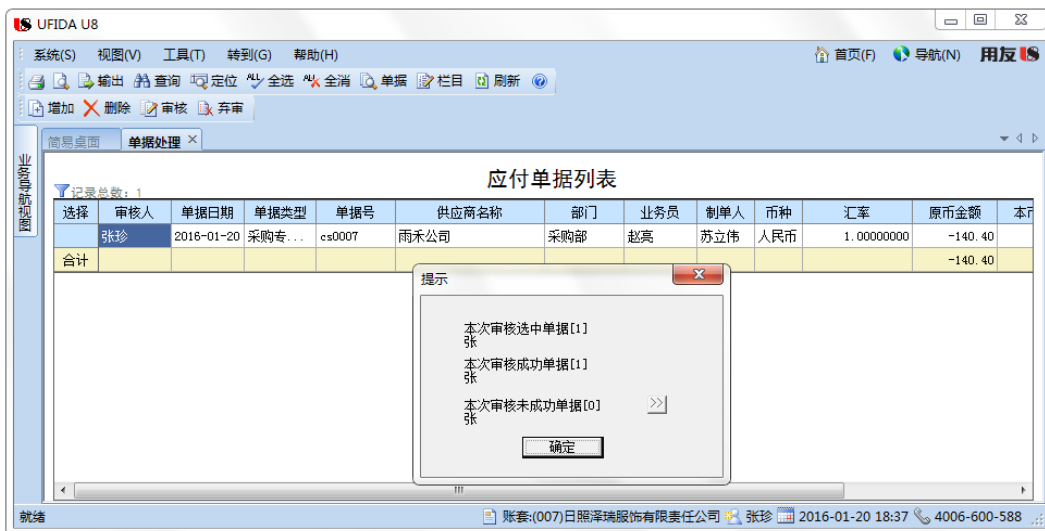 UFIDA U8
系统(S) 视图(V) 工具(T) 转到(G) 帮助(H) 首页(F) 导航(N) 用友
输出 查询 定位 全选 全消 单据 栏目 刷新
增加 删除 审核 弃审
简易桌面 单据处理
业务导航视图
应付单据列表
记录总数: 1
选择 审核人 单据日期 单据类型 单据号 供应商名称 部门 业务员 制单人 币种 汇率 原币金额 本币
张珍 2016-01-20 采购专... cs0007 雨禾公司 采购部 赵亮 苏立伟 人民币 1.00000000 -140.40
合计 -140.40
提示
本次审核选中单据[1]
张
本次审核成功单据[1]
张
本次审核未成功单据[0] >>
张
确定
就绪 账套:(007)日照泽瑞服饰有限责任公司 张珍 2016-01-20 18:37 4006-600-588